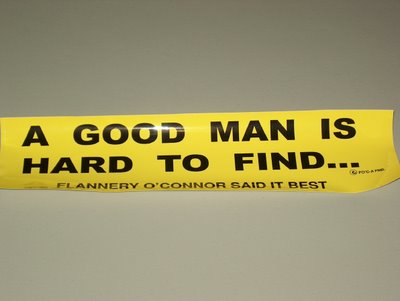 A GOOD MAN IS
HARD TO FIND...
FLANNERY O'CONNOR SAID IT BEST